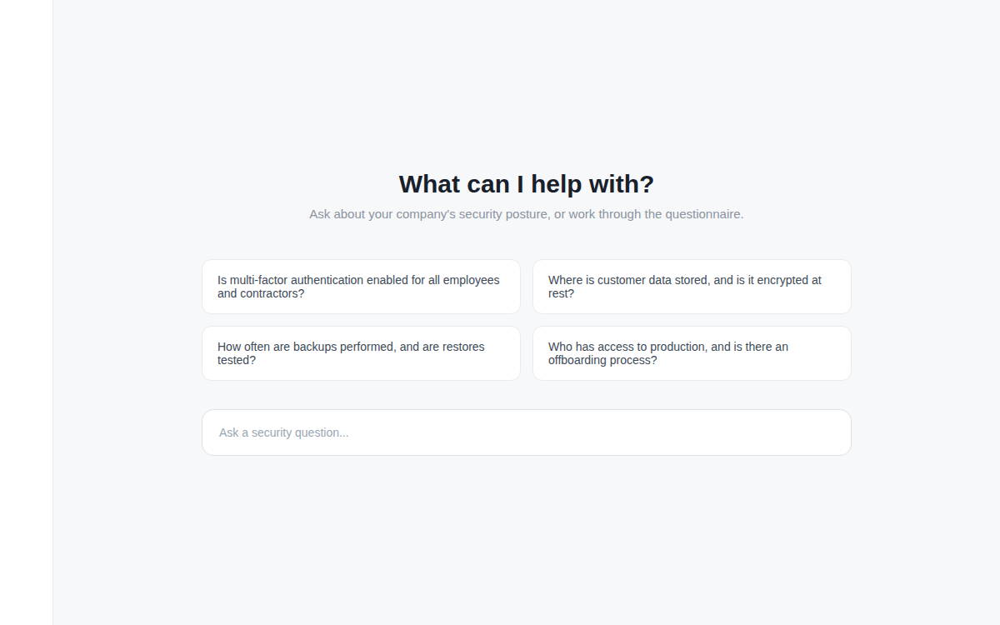 What can I help with?
Ask about your company's security posture, or work through the questionnaire.
Is multi-factor authentication enabled for all employees
and contractors?
Where is customer data stored, and is it encrypted at
rest?
How often are backups performed, and are restores
tested?
Who has access to production, and is there an
offboarding process?
Ask a security question...